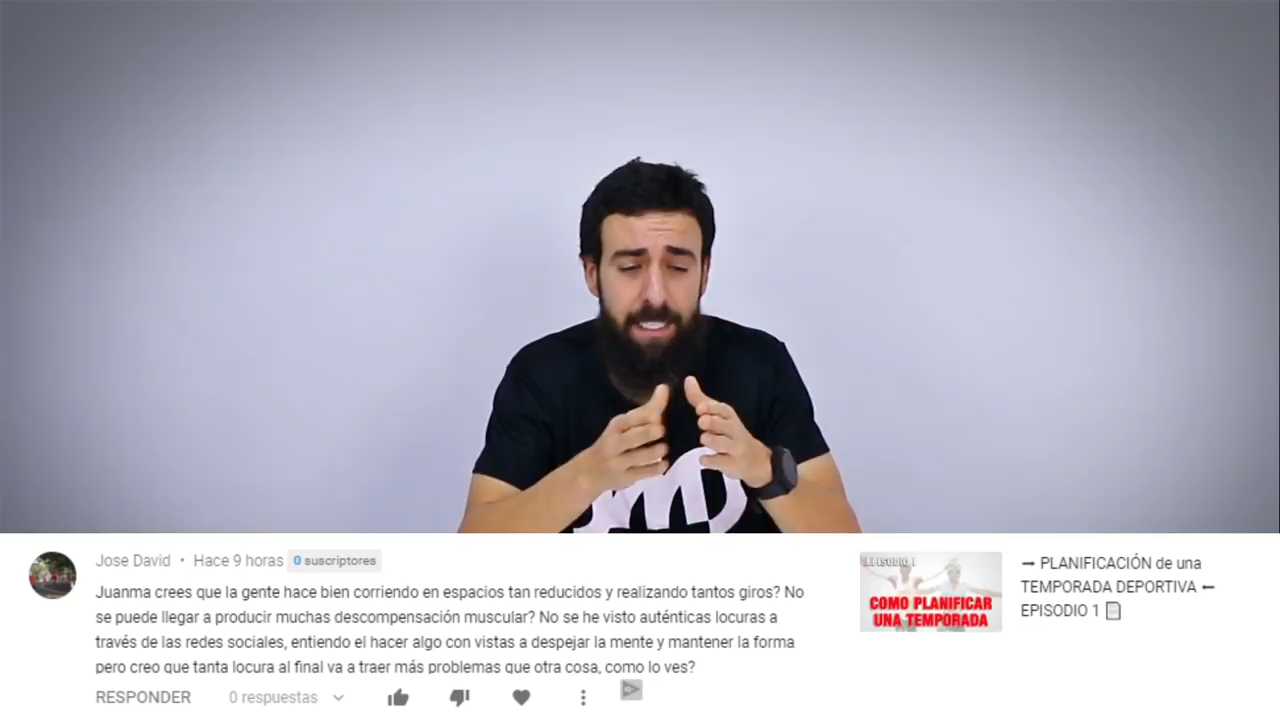 Jose David • Hace 9 horas 0 suscriptores
Juanma crees que la gente hace bien corriendo en espacios tan reducidos y realizando tantos giros? No
se puede llegar a producir muchas descompensación muscular? No se he visto auténticas locuras a
través de las redes sociales, entiendo el hacer algo con vistas a despejar la mente y mantener la forma
pero creo que tanta locura al final va a traer más problemas que otra cosa, como lo ves?
RESPONDER 0 respuestas
EPISODIO 1
COMO PLANIFICAR
UNA TEMPORADA
→ PLANIFICACIÓN de una
TEMPORADA DEPORTIVA ←
EPISODIO 1